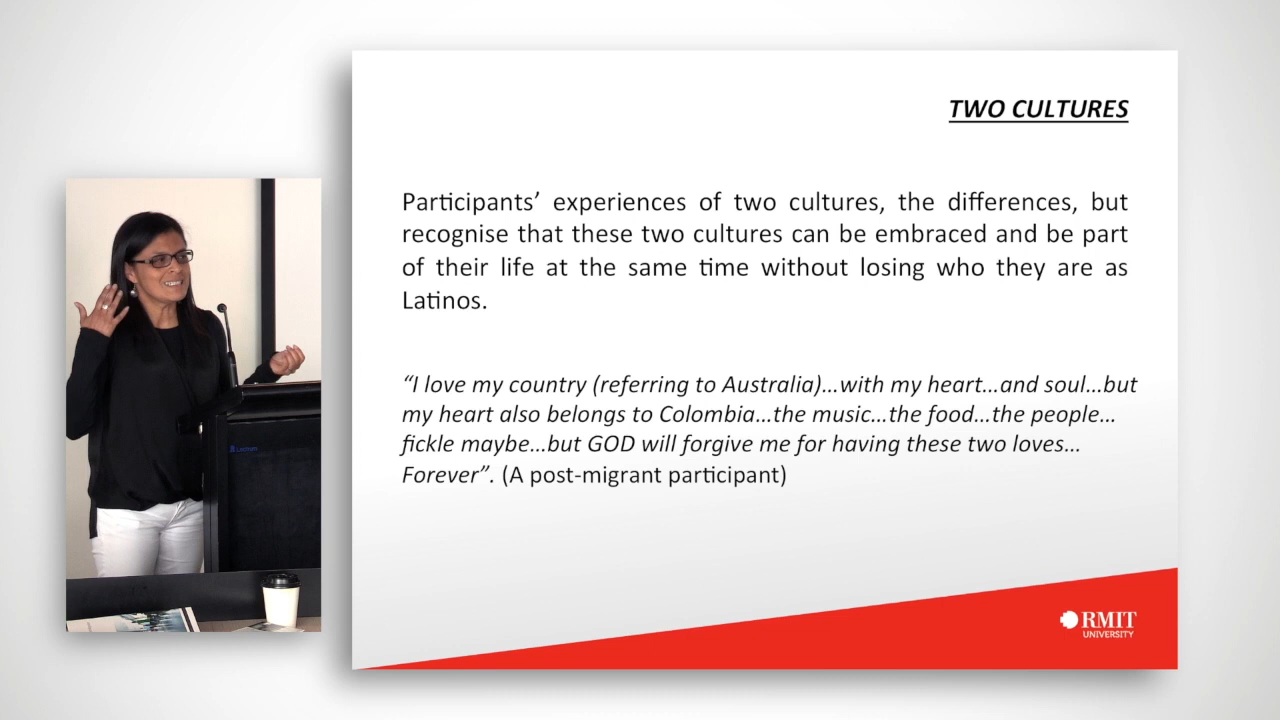 TWO CULTURES
Participants’ experiences of two cultures, the differences, but
recognise that these two cultures can be embraced and be part
of their life at the same time without losing who they are as
Latinos.
“I love my country (referring to Australia)…with my heart…and soul…but
my heart also belongs to Colombia…the music…the food…the people…
fickle maybe…but GOD will forgive me for having these two loves…
Forever”. (A post-migrant participant)
RMIT
UNIVERSITY